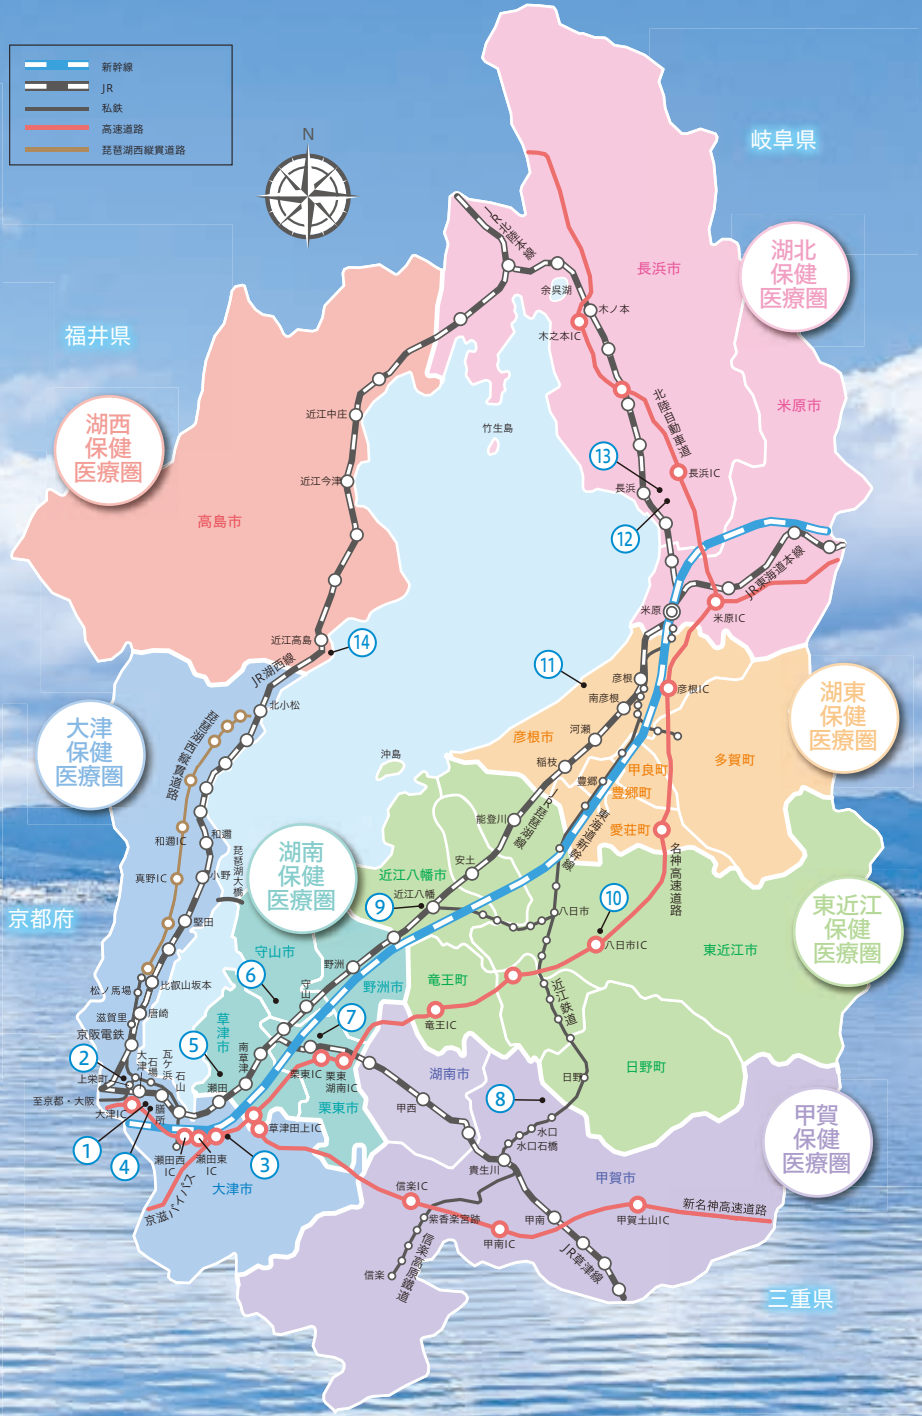 新幹線
JR
私鉄
高速道路
琵琶湖西縦貫道路
N
岐阜県
湖北
保健
医療圏
JR北陸本線
長浜市
余呉湖
木ノ本
木之本IC
福井県
湖西
保健
医療圏
近江中庄
竹生島
北陸自動車道
米原市
13
長浜IC
近江今津
長浜
高島市
12
JR東海道本線
米原
米原IC
近江高島
14
JR湖西線
11
彦根
彦根IC
湖東
保健
医療圏
大津
保健
医療圏
北小松
琵琶湖西縦貫道路
南彦根
河瀬
彦根市
沖島
稲枝
甲良町
多賀町
豊郷
豊郷町
JR琵琶湖線
東海道新幹線
能登川
愛荘町
和邇IC
和邇
湖南
保健
医療圏
琵琶湖大橋
安土
名神高速道路
真野IC
小野
近江八幡市
近江八幡
9
10
京都府
堅田
八日市
東近江
保健
医療圏
守山市
八日市IC
東近江市
野洲
6
比叡山坂本
松ノ馬場
守山
野洲市
竜王町
近江鉄道
滋賀里
唐崎
草津市
7
竜王IC
京阪電鉄
5
南草津
2
大津
石場
瓦ケ浜
石山
栗東IC
栗東
湖南IC
湖南市
日野町
上栄町
瀬田
日野
至京都・大阪
大津IC
膳所
栗東市
甲西
8
甲賀
保健
医療圏
1
4
草津田上IC
水口
水口石橋
瀬田西
IC
瀬田東
IC
3
貴生川
甲賀市
大津市
京滋バイパス
信楽IC
紫香楽宮跡
甲南
甲賀土山IC
新名神高速道路
甲南IC
信楽高原鐵道
JR草津線
信楽
三重県